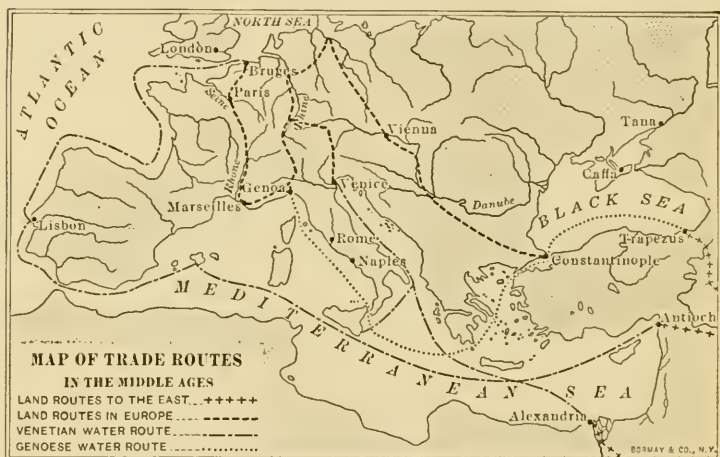 NORTH SEA
ATLANTIC
OCEAN
London
Bruges
Paris
Seine
Rhine
Vienna
Tana
Caffa
Rhone
Genoa
Venice
Danube
BLACK SEA
Marseilles
Lisbon
Rome
Naples
Trapezus
Constantinople
MEDITERRANEAN SEA
Antioch
Alexandria
MAP OF TRADE ROUTES
IN THE MIDDLE AGES
LAND ROUTES TO THE EAST
LAND ROUTES IN EUROPE
VENETIAN WATER ROUTE
GENOESE WATER ROUTE
BORMAY & CO., N.Y.